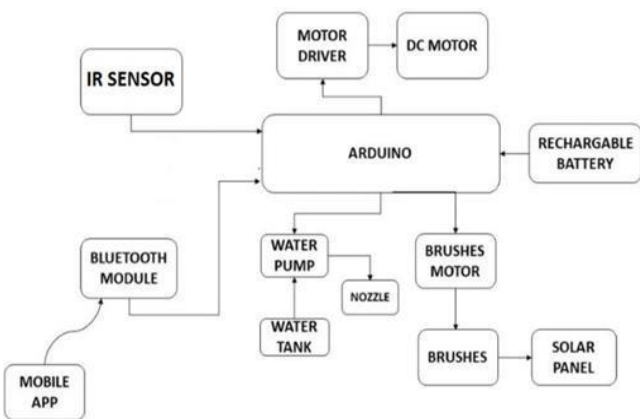 MOTOR
DRIVER
DC MOTOR
IR SENSOR
ARDUINO
RECHARGABLE
BATTERY
BLUETOOTH
MODULE
WATER
PUMP
NOZZLE
BRUSHES
MOTOR
WATER
TANK
BRUSHES
SOLAR
PANEL
MOBILE
APP